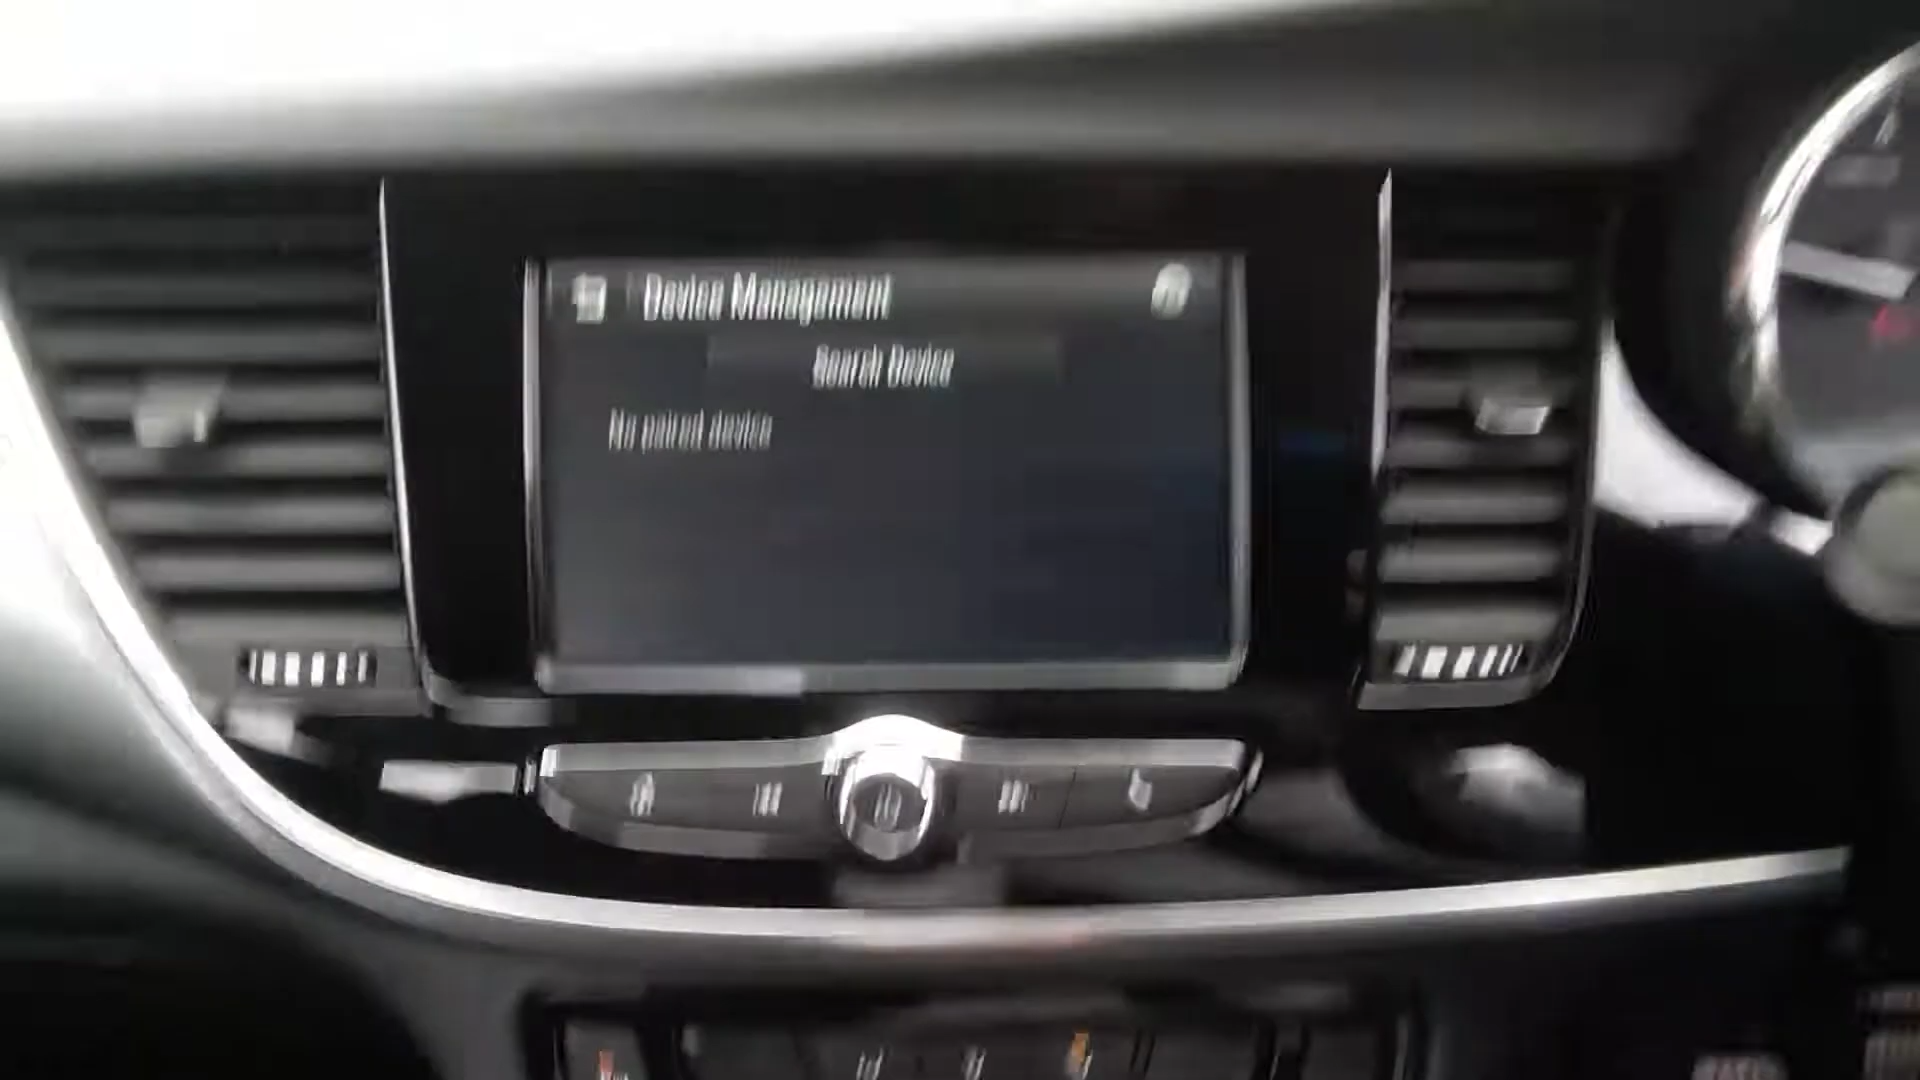 Device Management
Search Device
No paired device